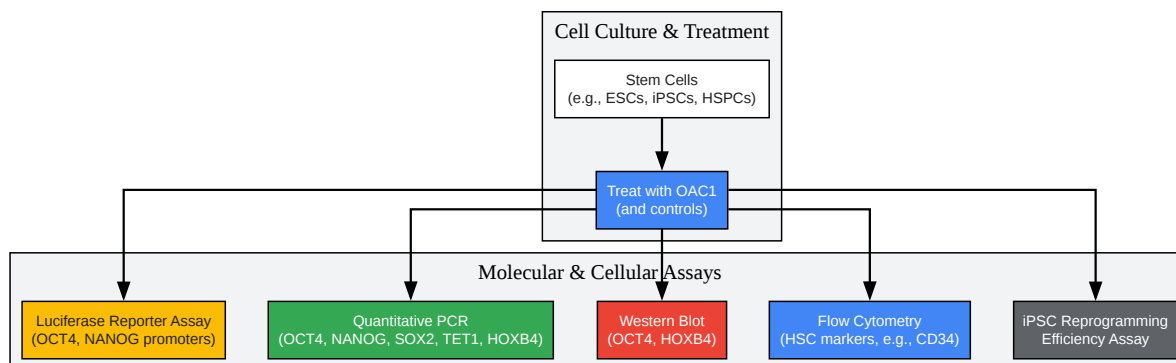 Cell Culture & Treatment
Stem Cells
(e.g., ESCs, iPSCs, HSPCs)
Treat with OAC1
(and controls)
Molecular & Cellular Assays
Luciferase Reporter Assay
(OCT4, NANOG promoters)
Quantitative PCR
(OCT4, NANOG, SOX2, TET1, HOXB4)
Western Blot
(OCT4, HOXB4)
Flow Cytometry
(HSC markers, e.g., CD34)
iPSC Reprogramming
Efficiency Assay